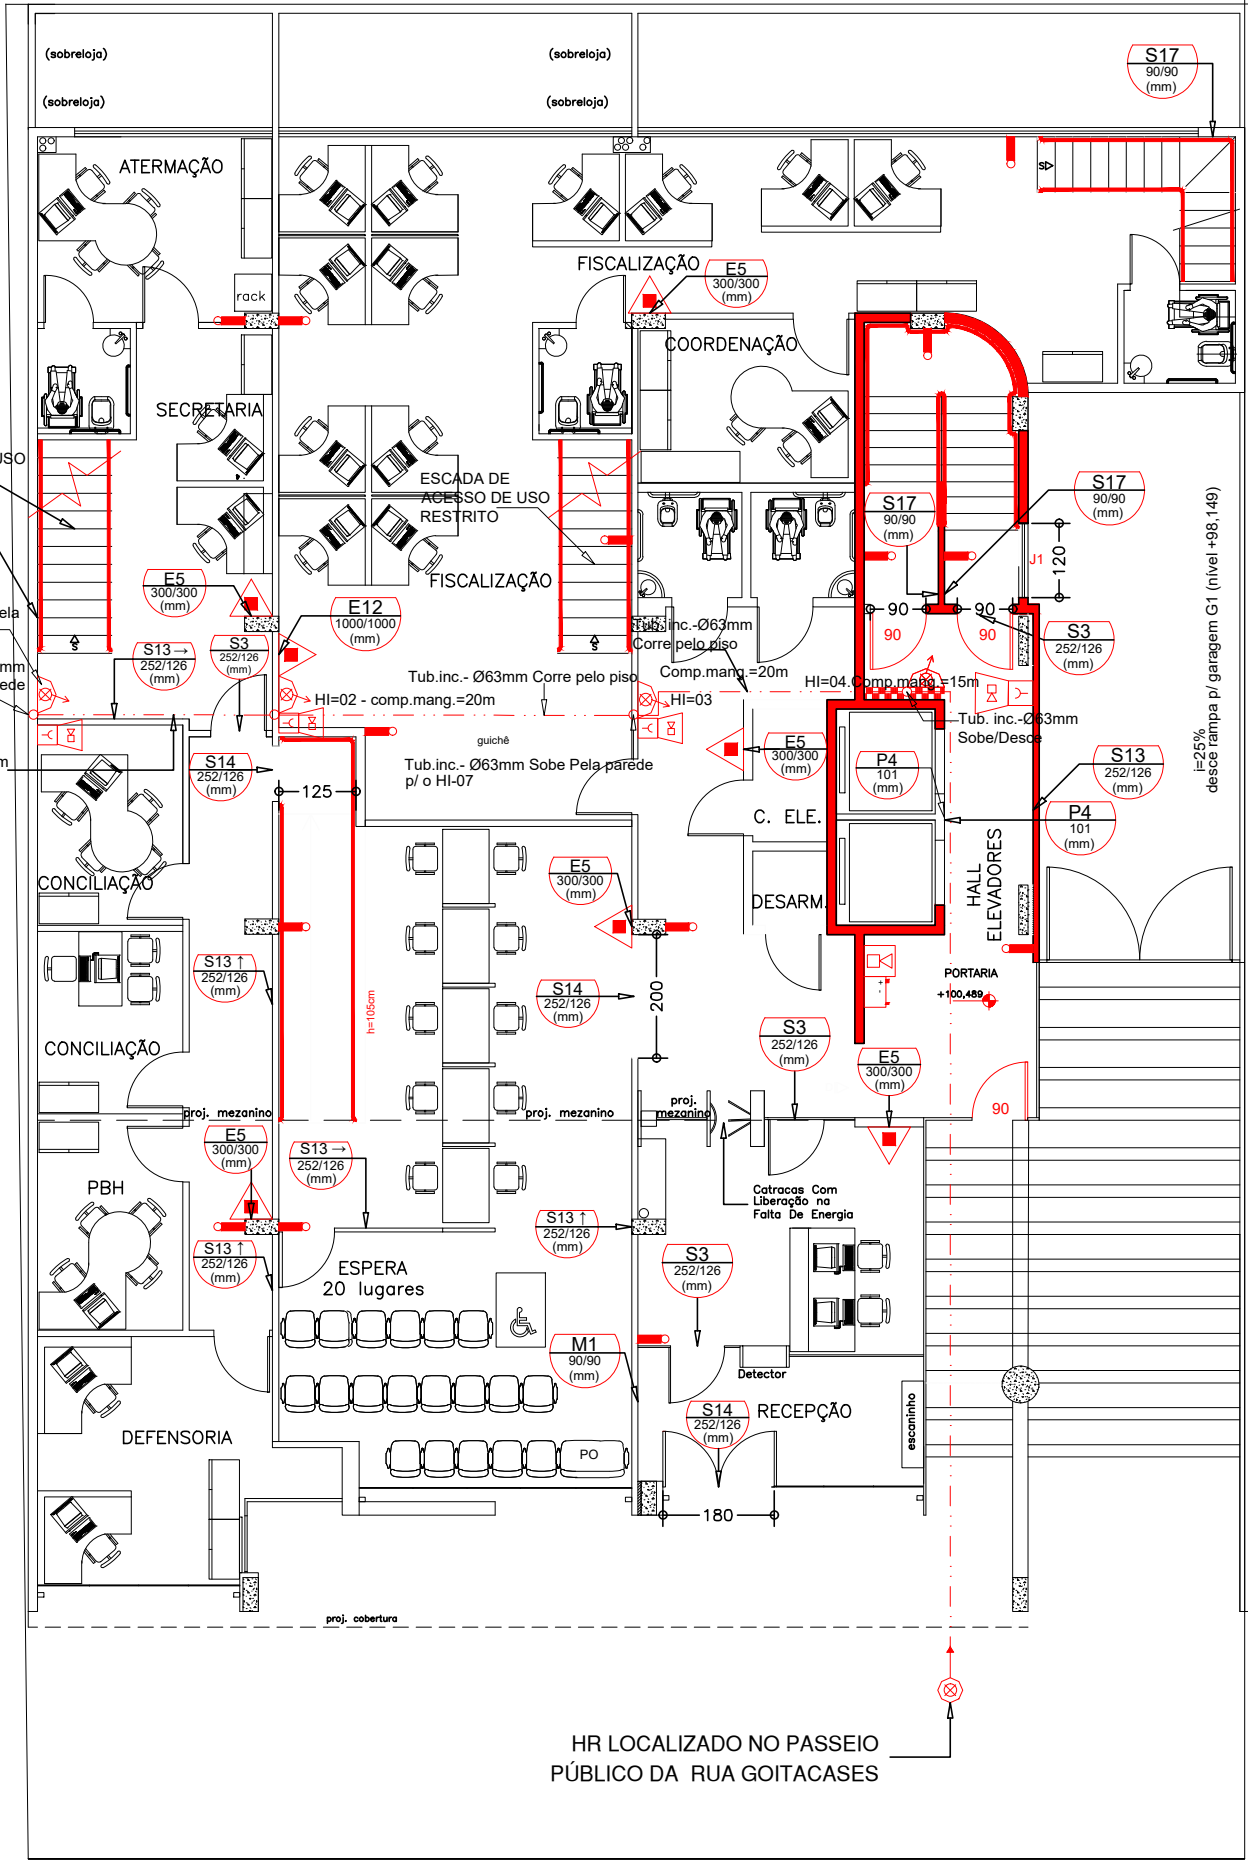 (sobreloja)
(sobreloja)
(sobreloja)
(sobreloja)
S17
90/90
(mm)
ATERMAÇÃO
rack
FISCALIZAÇÃO
E5
300/300
(mm)
S
COORDENAÇÃO
SECRETARIA
USO
ESCADA DE
ACESSO DE USO
RESTRITO
S17
90/90
(mm)
S17
90/90
(mm)
120
J1
i=25%
desce rampa p/ garagem G1 (nível +98,149)
FISCALIZAÇÃO
E5
300/300
(mm)
E12
1000/1000
(mm)
90
90
90
90
S3
252/126
(mm)
ela
S
S
S13 →
252/126
(mm)
S3
252/126
(mm)
Tub. inc.-Ø63mm
Corre pelo piso
Comp.mang.=20m
mm
ede
Tub.inc.- Ø63mm Corre pelo piso
HI=02 - comp.mang.=20m
HI=03
HI=04.Comp.mang.=15m
Tub. inc.-Ø63mm
Sobe/Desce
guichê
Tub.inc.- Ø63mm Sobe Pela parede
p/ o HI-07
m
S14
252/126
(mm)
125
E5
300/300
(mm)
P4
101
(mm)
S13
252/126
(mm)
P4
101
(mm)
C. ELE.
HALL
ELEVADORES
CONCILIAÇÃO
E5
300/300
(mm)
DESARM.
S13 ↑
252/126
(mm)
S14
252/126
(mm)
200
h=105cm
PORTARIA
+100,489
+ -
CONCILIAÇÃO
S3
252/126
(mm)
E5
300/300
(mm)
proj. mezanino
proj. mezanino
proj.
mezanino
90
E5
300/300
(mm)
S13 →
252/126
(mm)
PBH
Catracas Com
Liberação na
Falta De Energia
S13 ↑
252/126
(mm)
S13 ↑
252/126
(mm)
S3
252/126
(mm)
ESPERA
20 lugares
M1
90/90
(mm)
Detector
S14
252/126
(mm)
RECEPÇÃO
escaninho
DEFENSORIA
PO
180
proj. cobertura
HR LOCALIZADO NO PASSEIO
PÚBLICO DA RUA GOITACASES